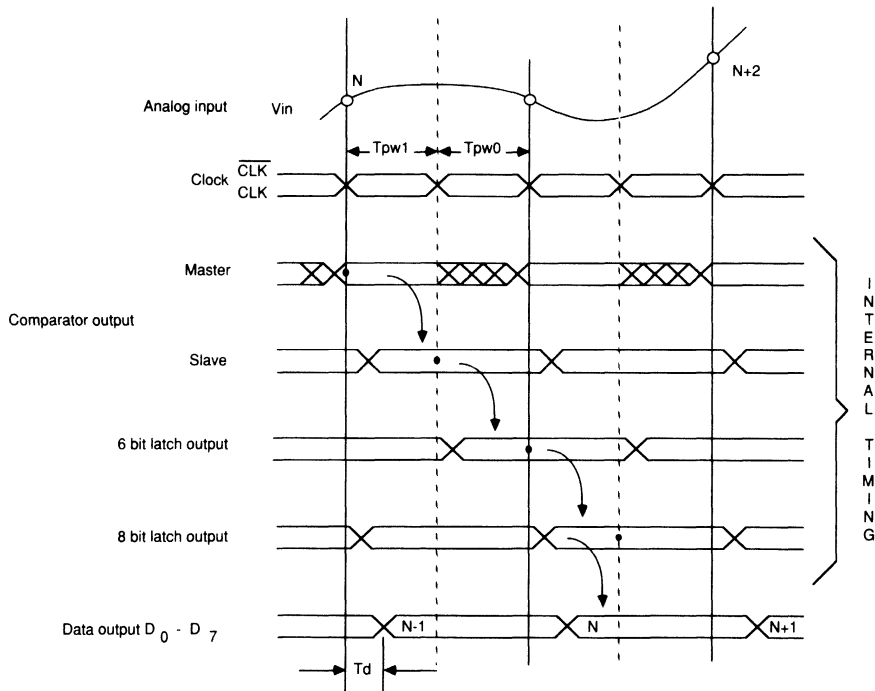 N
N+2
Analog input Vin
Tpw1 Tpw0
Clock C̅L̅K̅
CLK
Master
Comparator output
Slave
6 bit latch output
8 bit latch output
Data output D0 - D7 N-1 N N+1
Td
INTERNAL TIMING